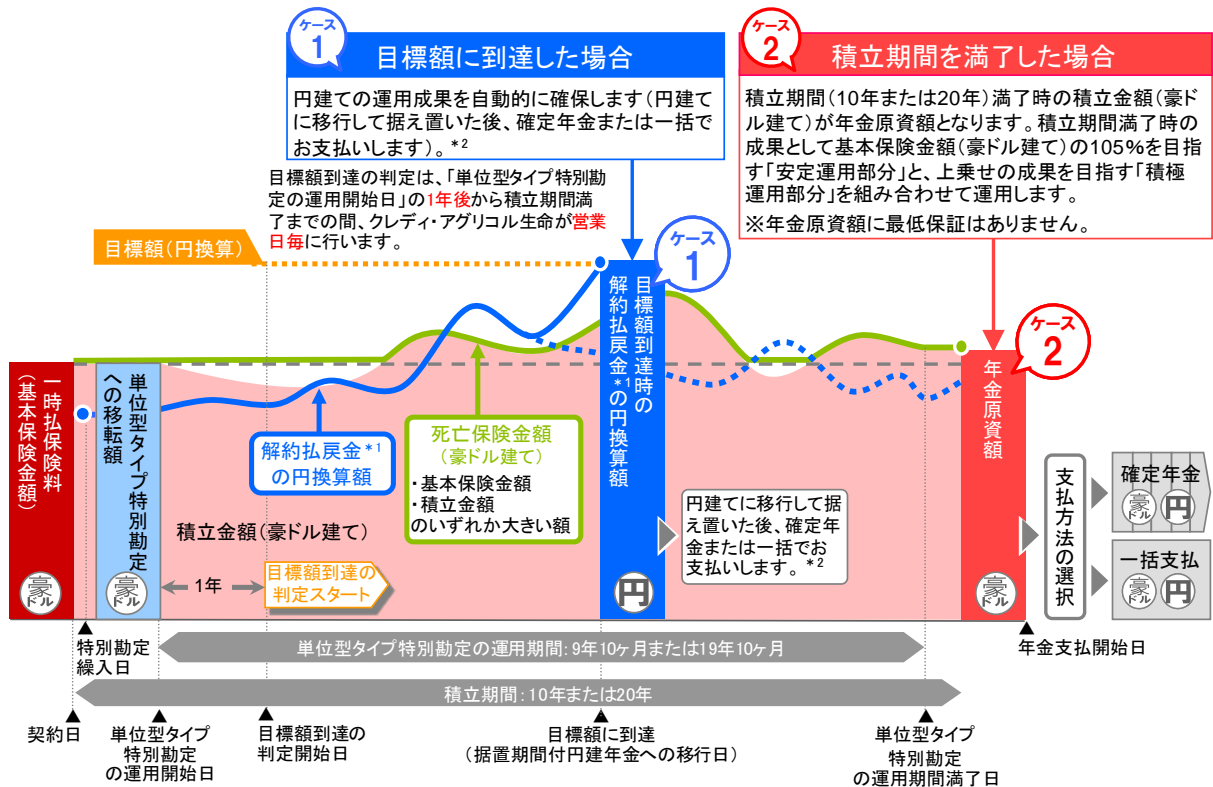 ケース
1
目標額に到達した場合
円建ての運用成果を自動的に確保します(円建て
に移行して据え置いた後、確定年金または一括で
お支払いします)。*2
ケース
2
積立期間を満了した場合
積立期間(10年または20年)満了時の積立金額(豪ド
ル建て)が年金原資額となります。積立期間満了時の
成果として基本保険金額(豪ドル建て)の105%を目指
す「安定運用部分」と、上乗せの成果を目指す「積極
運用部分」を組み合わせて運用します。
※年金原資額に最低保証はありません。
目標額到達の判定は、「単位型タイプ特別勘
定の運用開始日」の1年後から積立期間満
了までの間、クレディ・アグリコル生命が営業
日毎に行います。
目標額(円換算)
ケース
1
ケース
2
一時払保険料
(基本保険金額)
豪ドル
単位型タイプ特別勘定
への移転額
豪ドル
解約払戻金*1
の円換算額
死亡保険金額
(豪ドル建て)
・基本保険金額
・積立金額
のいずれか大きい額
積立金額(豪ドル建て)
1年
目標額到達の
判定スタート
目標額到達時の
解約払戻金*1の円換算額
円
円建てに移行して据
え置いた後、確定年
金または一括でお
支払いします。*2
年金原資額
豪ドル
支払方法の選択
確定年金
豪ドル 円
一括支払
豪ドル 円
特別勘定
繰入日
単位型タイプ特別勘定の運用期間:9年10ヶ月または19年10ヶ月
年金支払開始日
積立期間:10年または20年
契約日
単位型タイプ
特別勘定
の運用開始日
目標額到達の
判定開始日
目標額に到達
(据置期間付円建年金への移行日)
単位型タイプ
特別勘定
の運用期間満了日